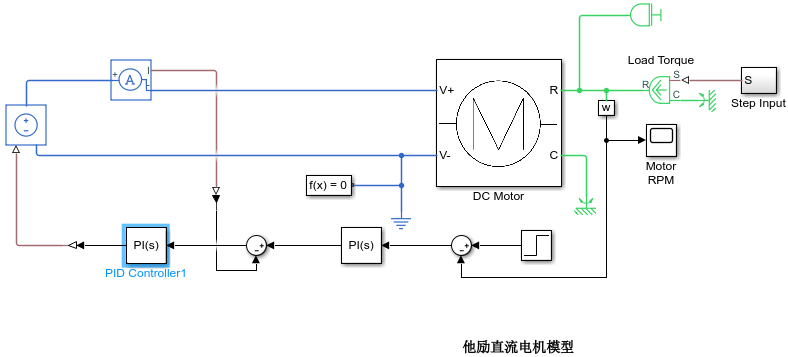 Load Torque
S
R
C
S
Step Input
+
A
I
-
V+
R
w
+
-
V-
C
Motor
RPM
f(x) = 0
DC Motor
PI(s)
+
-
PI(s)
+
-
PID Controller1
他励直流电机模型